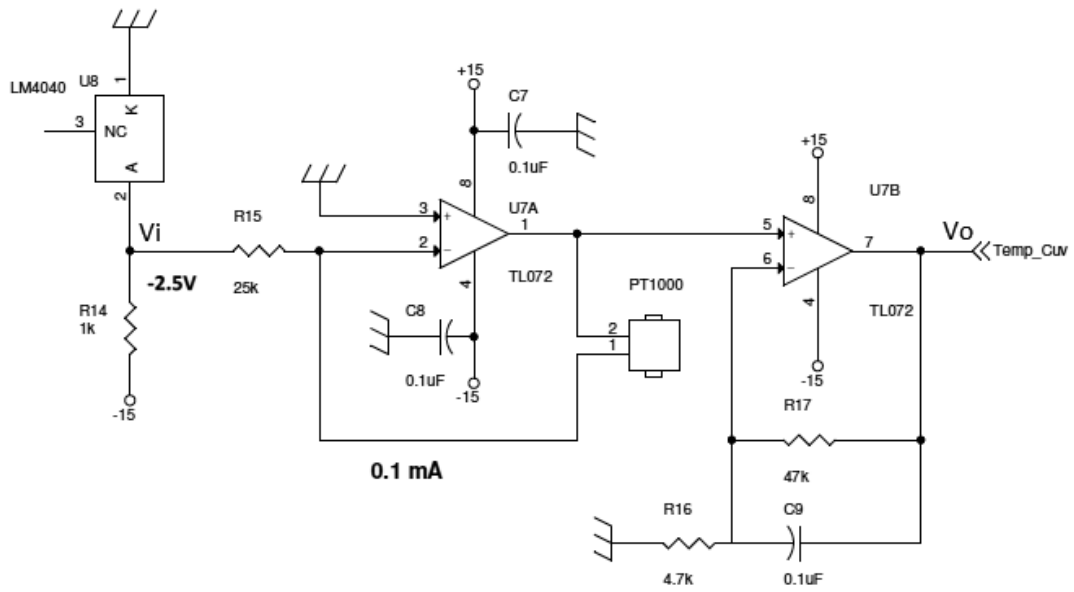 LM4040
U8
1
K
3
NC
A
2
Vi
-2.5V
R14
1k
-15
R15
25k
+15
C7
0.1uF
8
3
+
2
−
U7A
1
TL072
4
C8
0.1uF
-15
0.1 mA
PT1000
2
1
+15
8
U7B
5
+
6
−
7
Vo
Temp_Cuv
TL072
4
-15
R17
47k
R16
4.7k
C9
0.1uF